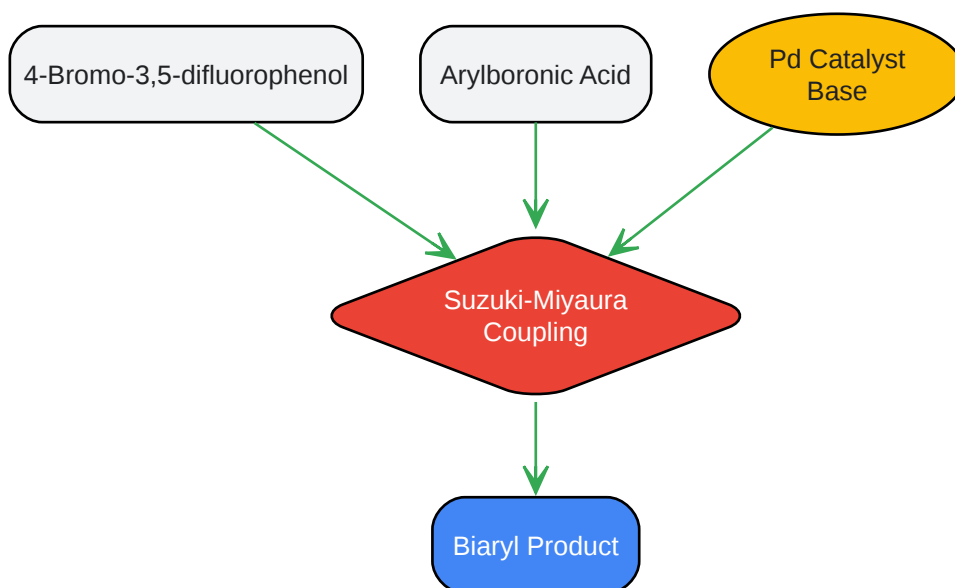 4-Bromo-3,5-difluorophenol
Arylboronic Acid
Pd Catalyst
Base
Suzuki-Miyaura
Coupling
Biaryl Product